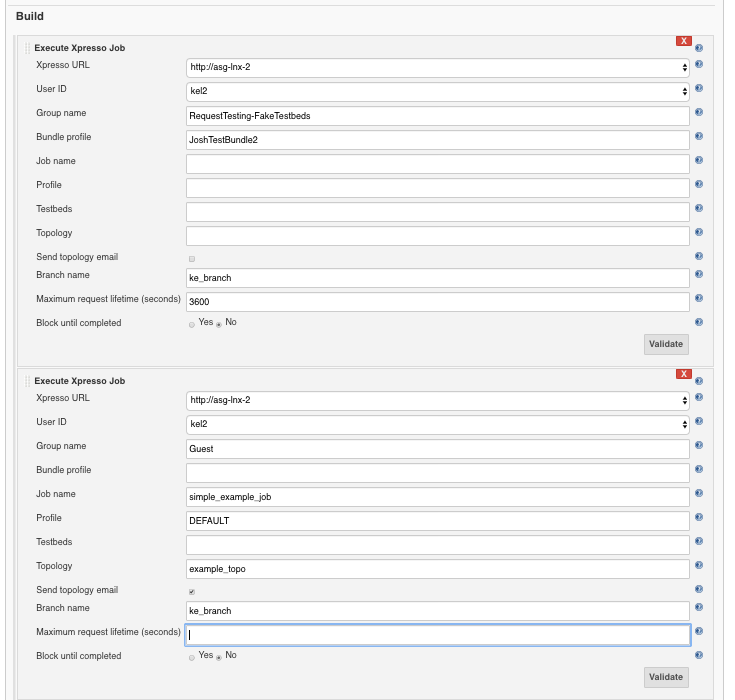 Build
Execute Xpresso Job X
Xpresso URL http://asg-lnx-2
User ID kel2
Group name RequestTesting-FakeTestbeds
Bundle profile JoshTestBundle2
Job name
Profile
Testbeds
Topology
Send topology email
Branch name ke_branch
Maximum request lifetime (seconds) 3600
Block until completed Yes No
Validate
Execute Xpresso Job X
Xpresso URL http://asg-lnx-2
User ID kel2
Group name Guest
Bundle profile
Job name simple_example_job
Profile DEFAULT
Testbeds
Topology example_topo
Send topology email
Branch name ke_branch
Maximum request lifetime (seconds)
Block until completed Yes No
Validate